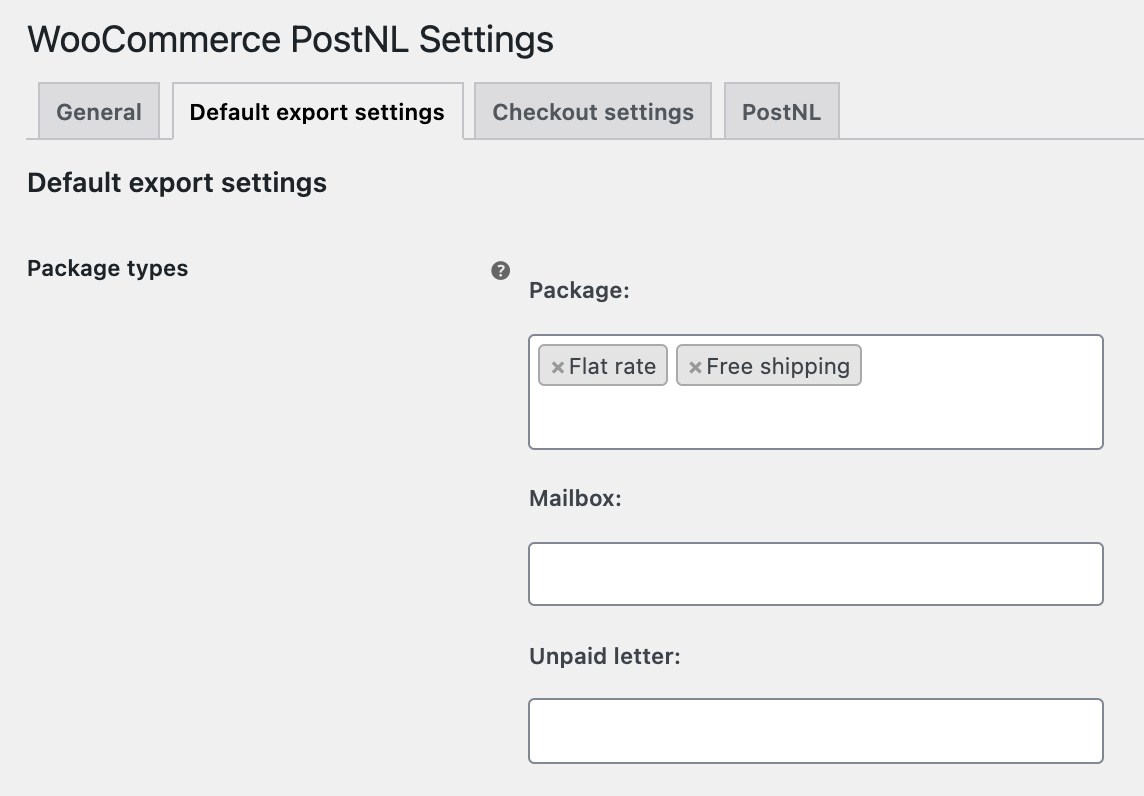 WooCommerce PostNL Settings
General Default export settings Checkout settings PostNL
Default export settings
Package types ?
Package:
×Flat rate ×Free shipping
Mailbox:
Unpaid letter: